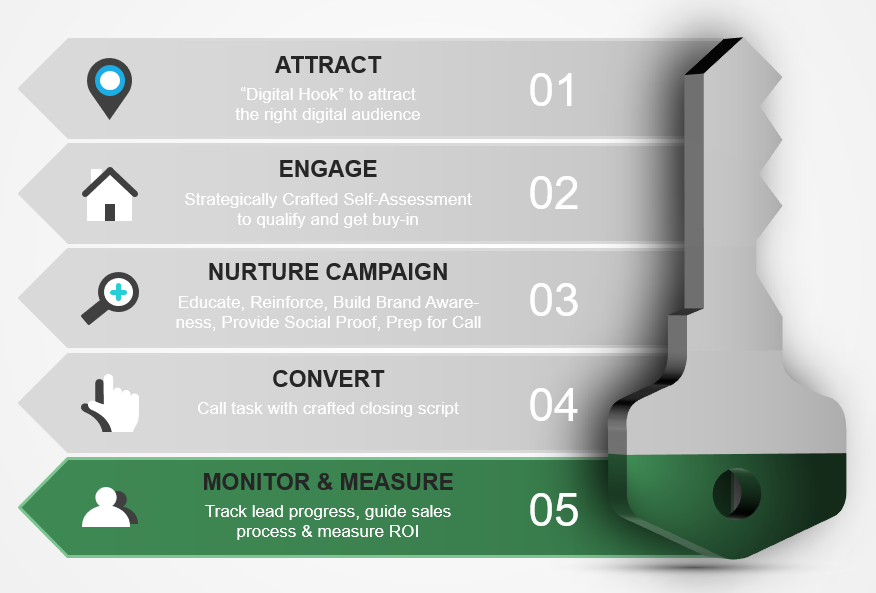 ATTRACT
“Digital Hook” to attract
the right digital audience
01
ENGAGE
Strategically Crafted Self-Assessment
to qualify and get buy-in
02
NURTURE CAMPAIGN
Educate, Reinforce, Build Brand Aware-
ness, Provide Social Proof, Prep for Call
03
CONVERT
Call task with crafted closing script
04
MONITOR & MEASURE
Track lead progress, guide sales
process & measure ROI
05